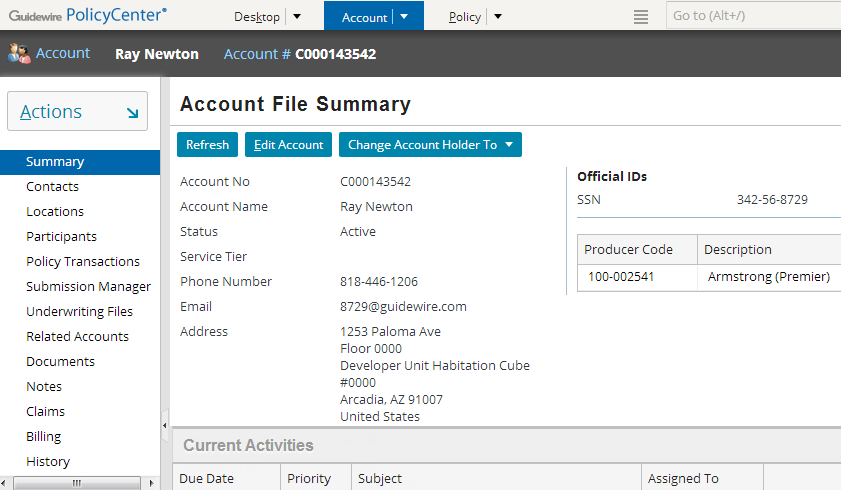 Guidewire PolicyCenter® Desktop Account Policy Go to (Alt+/)
Account Ray Newton Account # C000143542
Actions
Summary
Contacts
Locations
Participants
Policy Transactions
Submission Manager
Underwriting Files
Related Accounts
Documents
Notes
Claims
Billing
History
Account File Summary
Refresh Edit Account Change Account Holder To
Account No C000143542
Account Name Ray Newton
Status Active
Service Tier
Phone Number 818-446-1206
Email 8729@guidewire.com
Address 1253 Paloma Ave
Floor 0000
Developer Unit Habitation Cube
#0000
Arcadia, AZ 91007
United States
Official IDs
SSN 342-56-8729
Producer Code Description
100-002541 Armstrong (Premier)
Current Activities
Due Date Priority Subject Assigned To